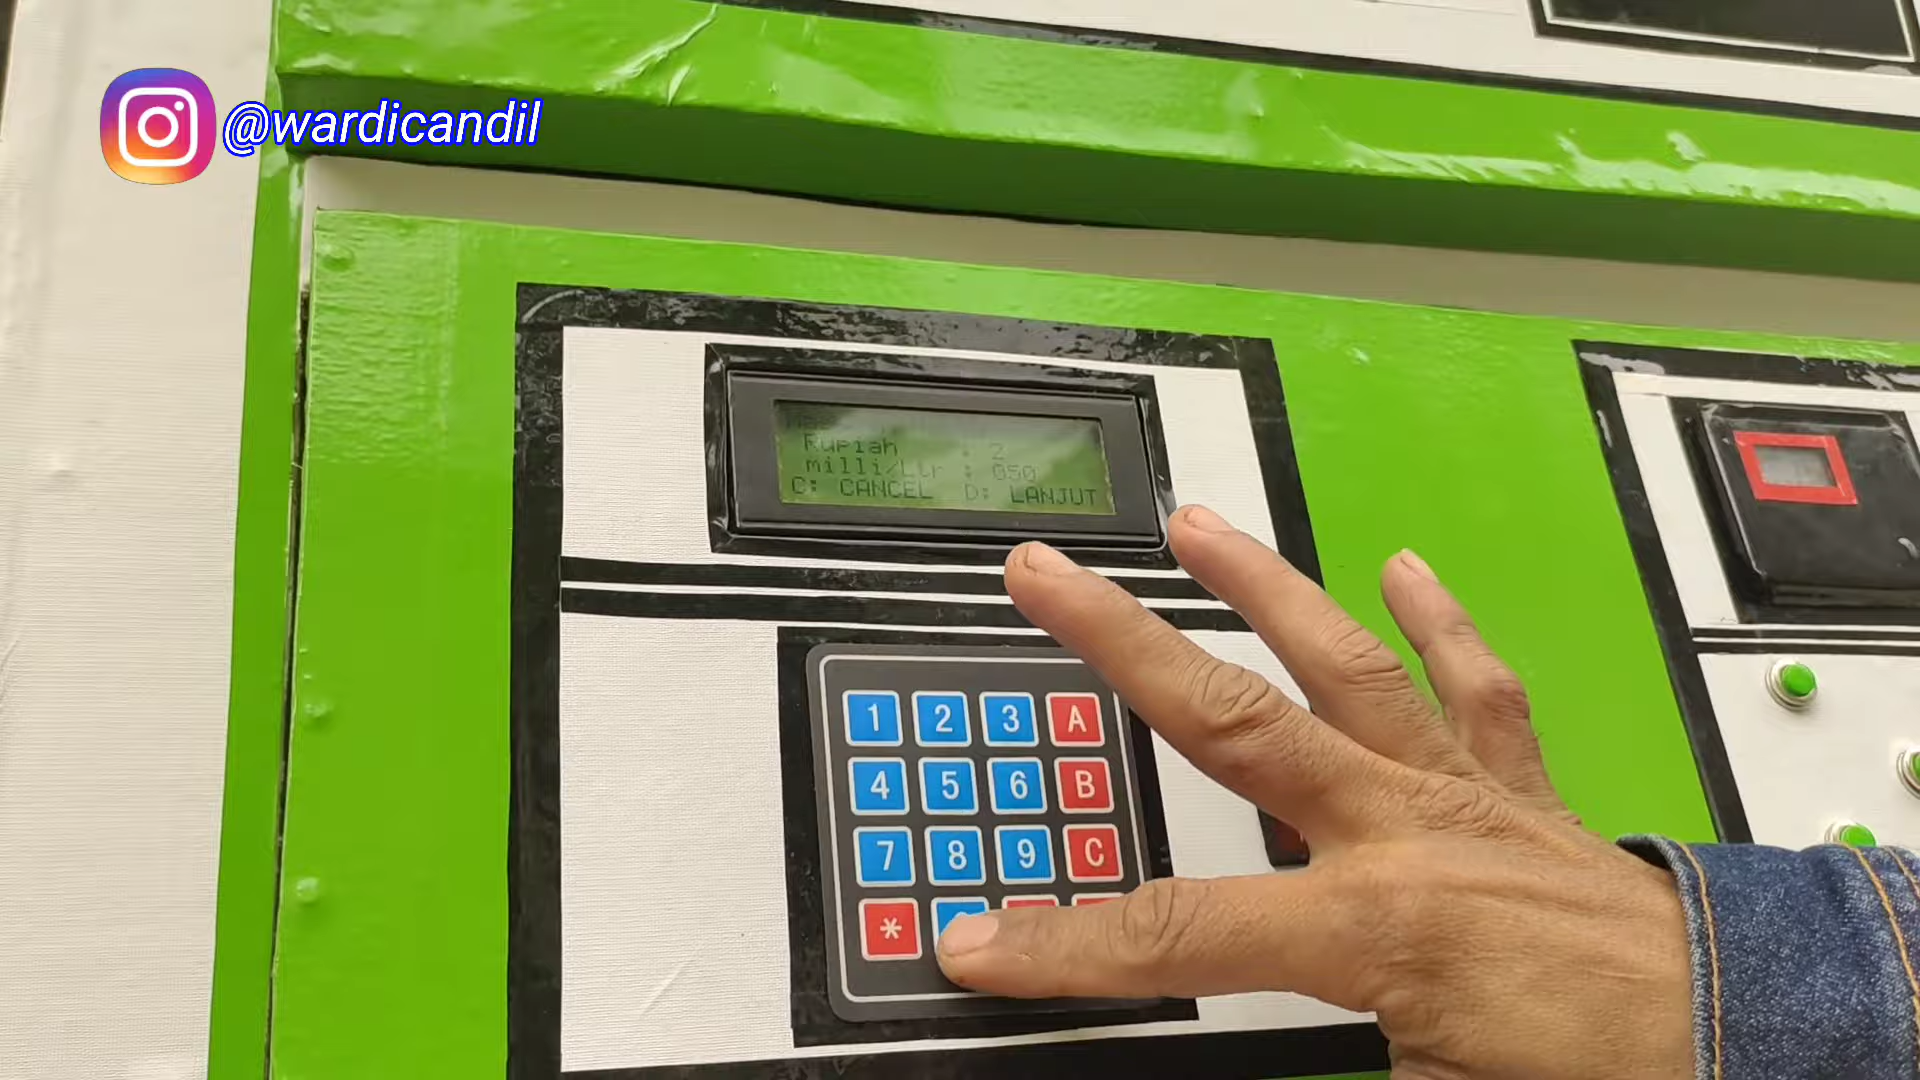 @wardicandil
Rupiah : 2
milli/Ltr : 050
C: CANCEL D: LANJUT
1 2 3 A
4 5 6 B
7 8 9 C
*